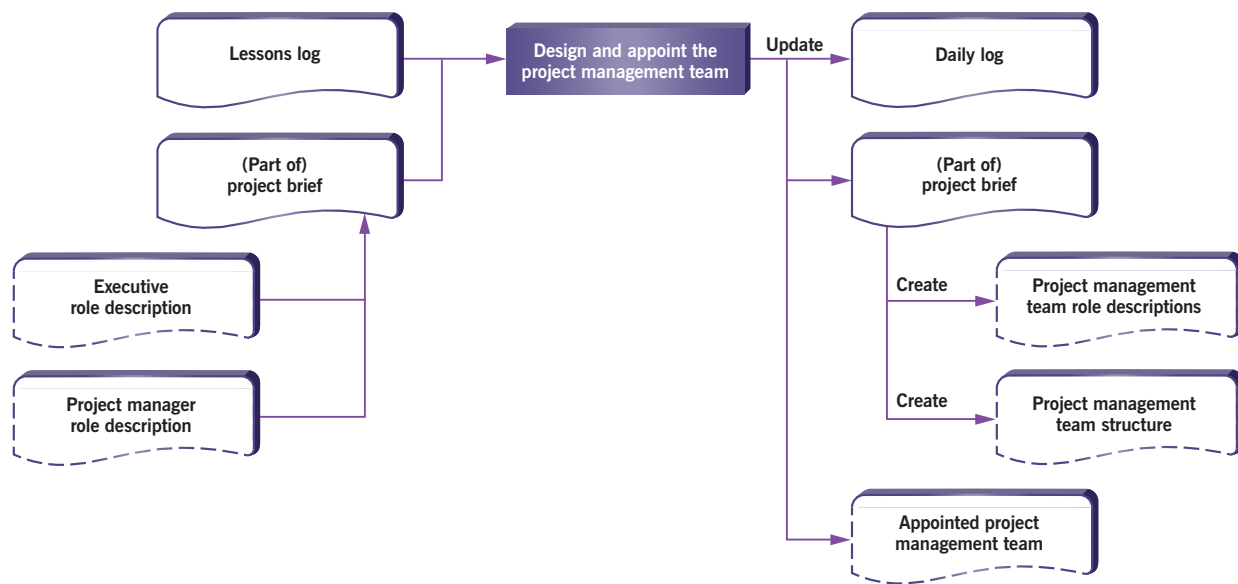 Lessons log
Design and appoint the
project management team
Update
Daily log
(Part of)
project brief
(Part of)
project brief
Executive
role description
Create
Project management
team role descriptions
Project manager
role description
Create
Project management
team structure
Appointed project
management team